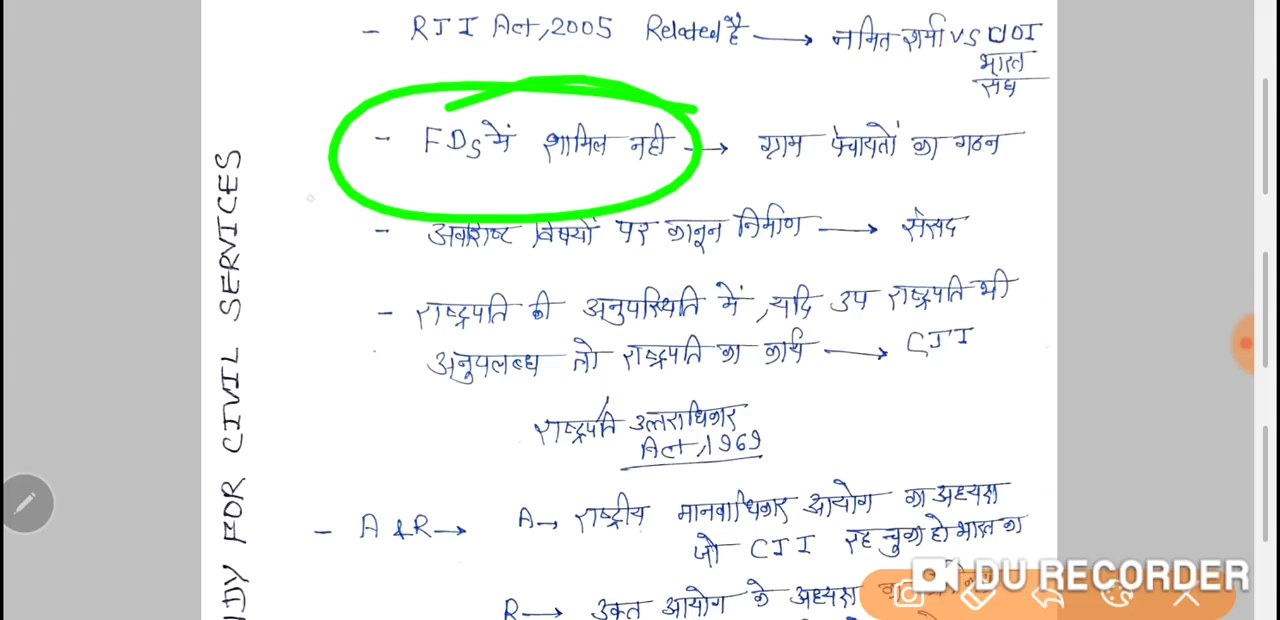 - RTI Act, 2005 Related है → नमित शर्मा VS UOI
भारत
संघ
- FDs में शामिल नही → ग्राम पंचायतों का गठन
- अवशिष्ट विषयों पर कानून निर्माण → संसद
- राष्ट्रपति की अनुपस्थिति में, यदि उप राष्ट्रपति भी
अनुपलब्ध तो राष्ट्रपति का कार्य → CJI
राष्ट्रपति उत्तराधिकार
Act, 1969
- A &R → A → राष्ट्रीय मानवाधिकार आयोग का अध्यक्ष
जो CJI रह चुका हो भारत का
R → उक्त आयोग के अध्यक्ष
UDY FOR CIVIL SERVICES
DU RECORDER